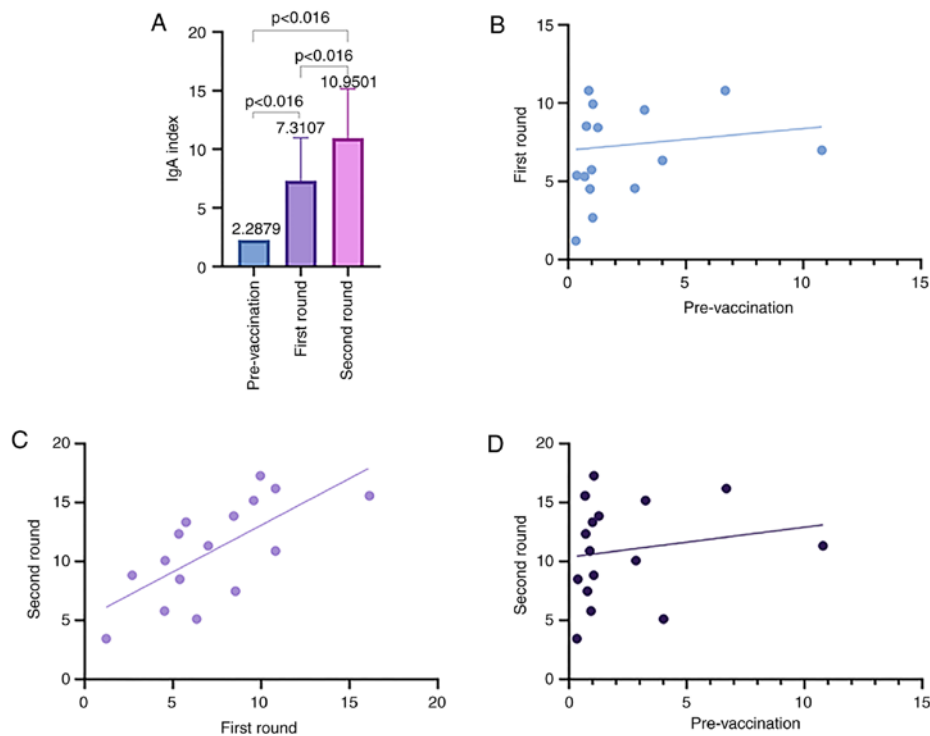 A
p<0.016
p<0.016
10.9501
p<0.016
7.3107
2.2879
20
15
10
5
0
IgA index
Pre-vaccination
First round
Second round
B
15
10
5
0
First round
0
5
10
15
Pre-vaccination
C
20
15
10
5
0
Second round
0
5
10
15
20
First round
D
20
15
10
5
0
Second round
0
5
10
15
Pre-vaccination